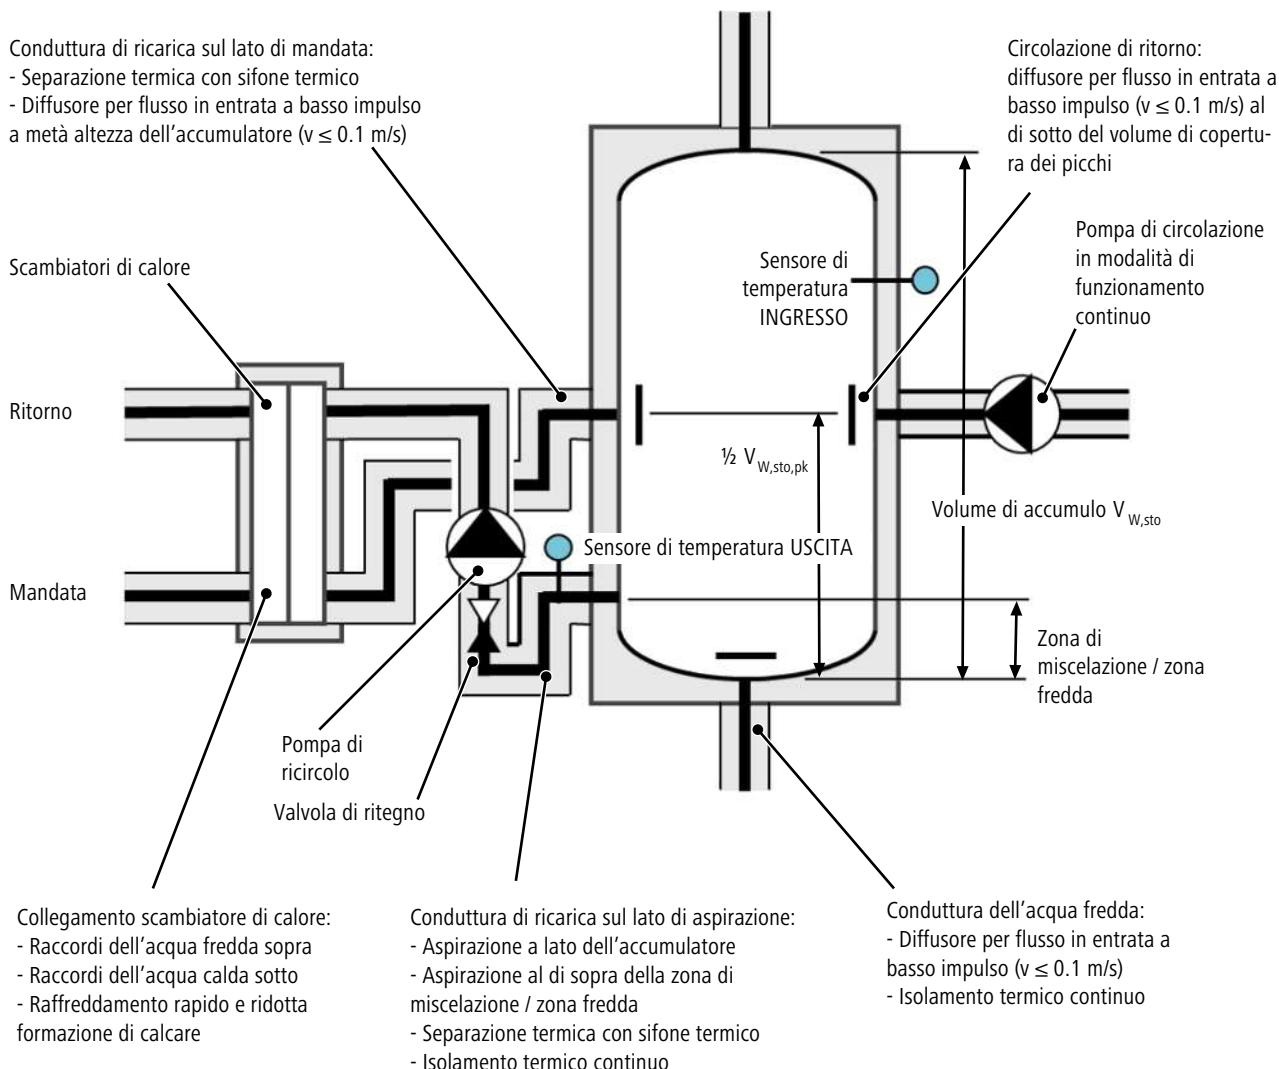 Conduttura di ricarica sul lato di mandata:
- Separazione termica con sifone termico
- Diffusore per flusso in entrata a basso impulso
a metà altezza dell'accumulatore (v ≤ 0.1 m/s)
Circolazione di ritorno:
diffusore per flusso in entrata a
basso impulso (v ≤ 0.1 m/s) al
di sotto del volume di copertu-
ra dei picchi
Pompa di circolazione
in modalità di
funzionamento
continuo
Scambiatori di calore
Sensore di
temperatura
INGRESSO
Ritorno
½ V W,sto,pk
Volume di accumulo V W,sto
Sensore di temperatura USCITA
Mandata
Zona di
miscelazione / zona
fredda
Pompa di
ricircolo
Valvola di ritegno
Collegamento scambiatore di calore:
- Raccordi dell'acqua fredda sopra
- Raccordi dell'acqua calda sotto
- Raffreddamento rapido e ridotta
formazione di calcare
Conduttura di ricarica sul lato di aspirazione:
- Aspirazione a lato dell'accumulatore
- Aspirazione al di sopra della zona di
miscelazione / zona fredda
- Separazione termica con sifone termico
- Isolamento termico continuo
Conduttura dell'acqua fredda:
- Diffusore per flusso in entrata a
basso impulso (v ≤ 0.1 m/s)
- Isolamento termico continuo